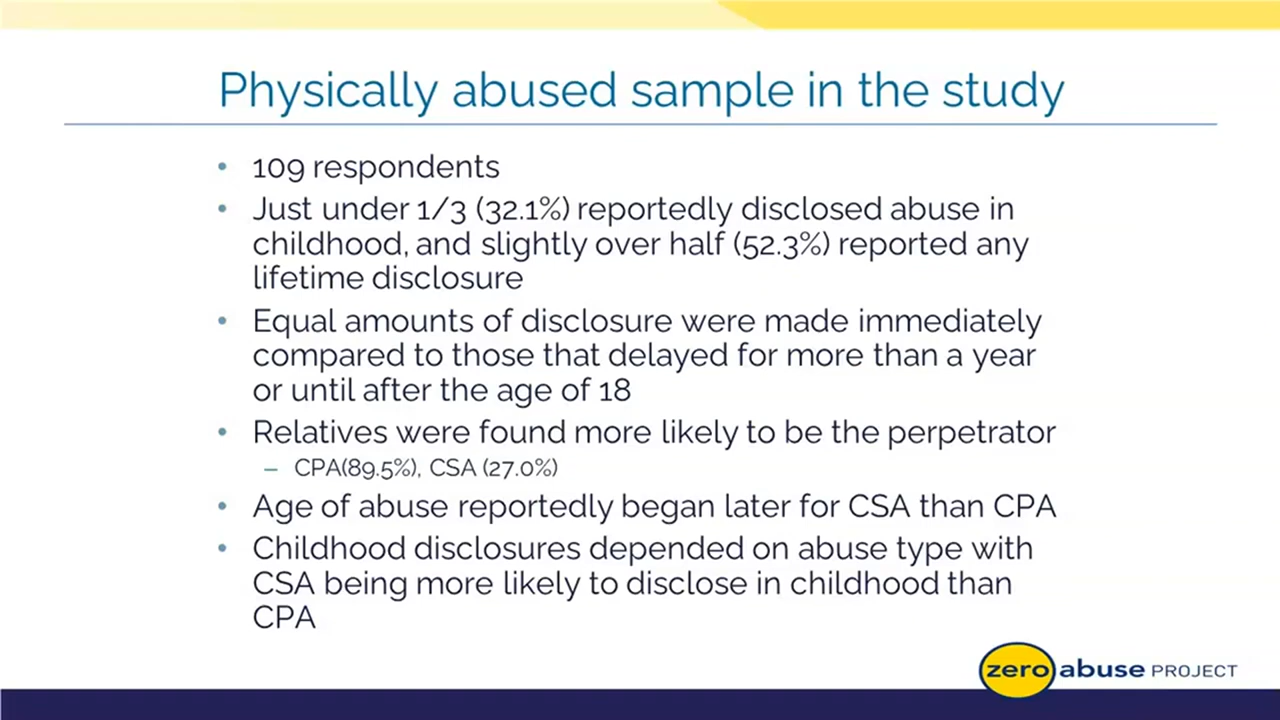 Physically abused sample in the study
• 109 respondents
• Just under 1/3 (32.1%) reportedly disclosed abuse in
childhood, and slightly over half (52.3%) reported any
lifetime disclosure
• Equal amounts of disclosure were made immediately
compared to those that delayed for more than a year
or until after the age of 18
• Relatives were found more likely to be the perpetrator
– CPA(89.5%), CSA (27.0%)
• Age of abuse reportedly began later for CSA than CPA
• Childhood disclosures depended on abuse type with
CSA being more likely to disclose in childhood than
CPA
zero abuse PROJECT